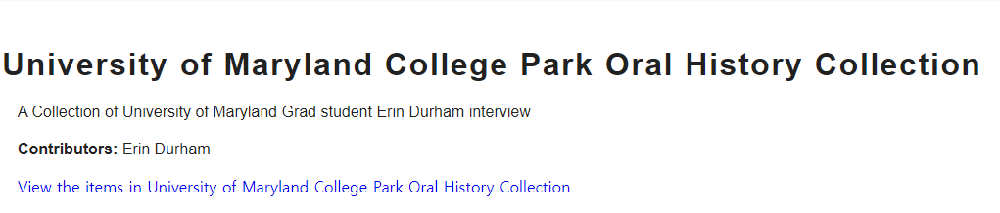 University of Maryland College Park Oral History Collection
A Collection of University of Maryland Grad student Erin Durham interview
Contributors: Erin Durham
View the items in University of Maryland College Park Oral History Collection